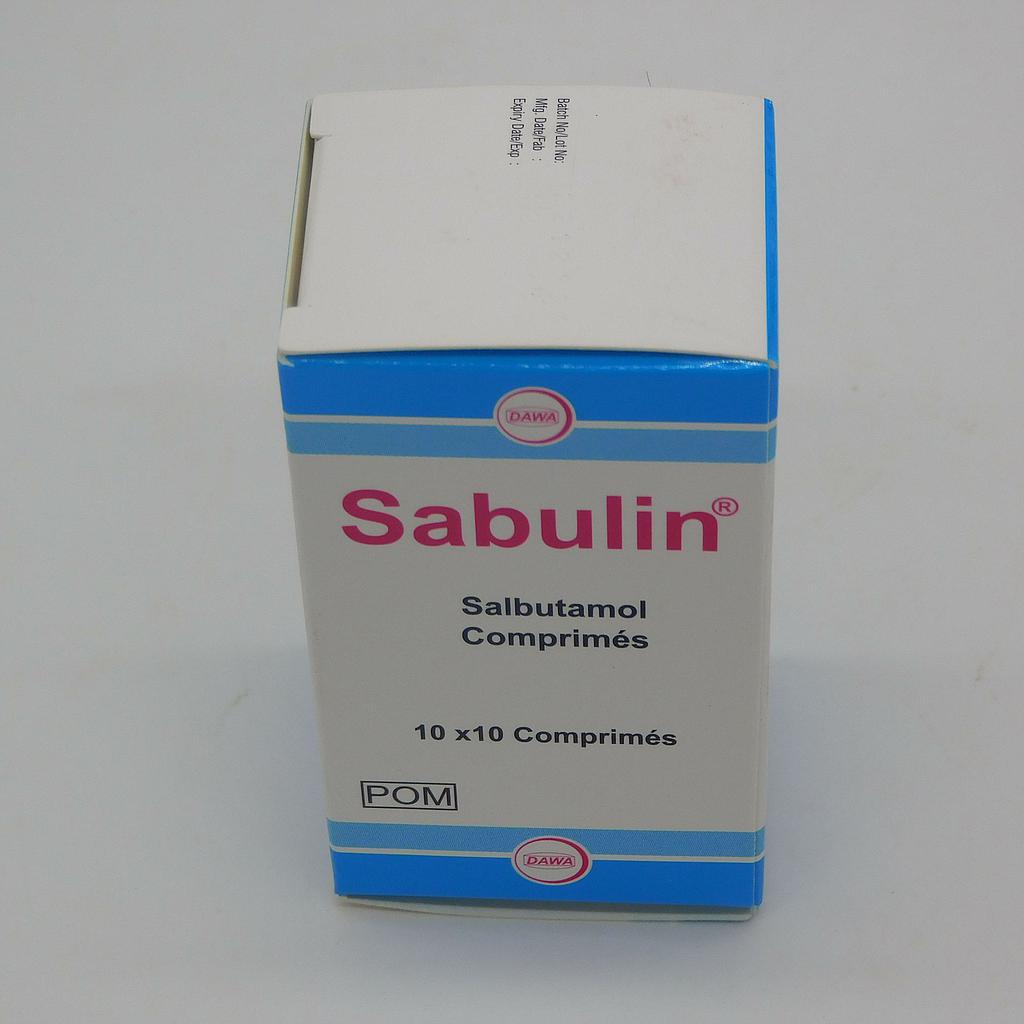 Batch No/Lot No:
Mfg. Date/Fab :
Expiry Date/Exp :
DAWA
Sabulin®
Salbutamol
Comprimés
10 x10 Comprimés
POM
DAWA